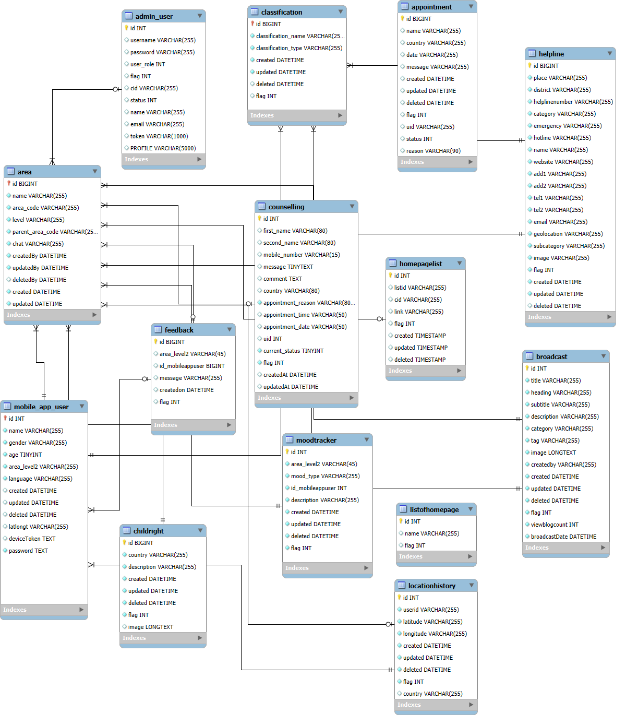 admin_user
id INT
username VARCHAR(255)
password VARCHAR(255)
user_role INT
flag INT
cid VARCHAR(255)
status INT
name VARCHAR(255)
email VARCHAR(255)
token VARCHAR(1000)
PROFILE VARCHAR(5000)
Indexes
classification
id BIGINT
classification_name VARCHAR(25...
classification_type VARCHAR(255)
created DATETIME
updated DATETIME
deleted DATETIME
flag INT
Indexes
appointment
id BIGINT
name VARCHAR(255)
country VARCHAR(255)
date VARCHAR(255)
message VARCHAR(255)
created DATETIME
updated DATETIME
deleted DATETIME
flag INT
uid VARCHAR(255)
status INT
reason VARCHAR(90)
Indexes
helpline
id BIGINT
place VARCHAR(255)
district VARCHAR(255)
helplinenumber VARCHAR(255)
category VARCHAR(255)
emergency VARCHAR(255)
hotline VARCHAR(255)
name VARCHAR(255)
website VARCHAR(255)
add1 VARCHAR(255)
add2 VARCHAR(255)
tel1 VARCHAR(255)
tel2 VARCHAR(255)
email VARCHAR(255)
geolocation VARCHAR(255)
subcategory VARCHAR(255)
image VARCHAR(255)
flag INT
created DATETIME
updated DATETIME
deleted DATETIME
Indexes
area
id BIGINT
name VARCHAR(255)
area_code VARCHAR(255)
level VARCHAR(255)
parent_area_code VARCHAR(25...
chat VARCHAR(255)
createdBy DATETIME
updatedBy DATETIME
deletedBy DATETIME
created DATETIME
updated DATETIME
Indexes
counselling
id INT
first_name VARCHAR(80)
second_name VARCHAR(80)
mobile_number VARCHAR(15)
message TINYTEXT
comment TEXT
country VARCHAR(80)
appointment_reason VARCHAR(80...
appointment_time VARCHAR(50)
appointment_date VARCHAR(50)
uid INT
current_status TINYINT
flag INT
createdAt DATETIME
updatedAt DATETIME
Indexes
homepagelist
id INT
listid VARCHAR(255)
cid VARCHAR(255)
link VARCHAR(255)
flag INT
created TIMESTAMP
updated TIMESTAMP
deleted TIMESTAMP
Indexes
feedback
id BIGINT
area_level2 VARCHAR(45)
id_mobileappuser BIGINT
message VARCHAR(255)
createdon DATETIME
flag INT
Indexes
broadcast
id INT
title VARCHAR(255)
heading VARCHAR(255)
subtitle VARCHAR(255)
description VARCHAR(255)
category VARCHAR(255)
tag VARCHAR(255)
image LONGTEXT
createdby VARCHAR(255)
created DATETIME
updated DATETIME
deleted DATETIME
flag INT
viewblogcount INT
broadcastDate DATETIME
Indexes
mobile_app_user
id INT
name VARCHAR(255)
gender VARCHAR(255)
age TINYINT
area_level2 VARCHAR(255)
language VARCHAR(255)
created DATETIME
updated DATETIME
deleted DATETIME
latlongt VARCHAR(255)
deviceToken TEXT
password TEXT
Indexes
moodtracker
id INT
area_level2 VARCHAR(45)
mood_type VARCHAR(255)
id_mobileappuser INT
description VARCHAR(255)
created DATETIME
updated DATETIME
deleted DATETIME
flag INT
Indexes
listofhomepage
id INT
name VARCHAR(255)
flag INT
Indexes
childright
id BIGINT
country VARCHAR(255)
description VARCHAR(255)
created DATETIME
updated DATETIME
deleted DATETIME
flag INT
image LONGTEXT
Indexes
locationhistory
id INT
userid VARCHAR(255)
latitude VARCHAR(255)
longitude VARCHAR(255)
created DATETIME
updated DATETIME
deleted DATETIME
flag INT
country VARCHAR(255)
Indexes